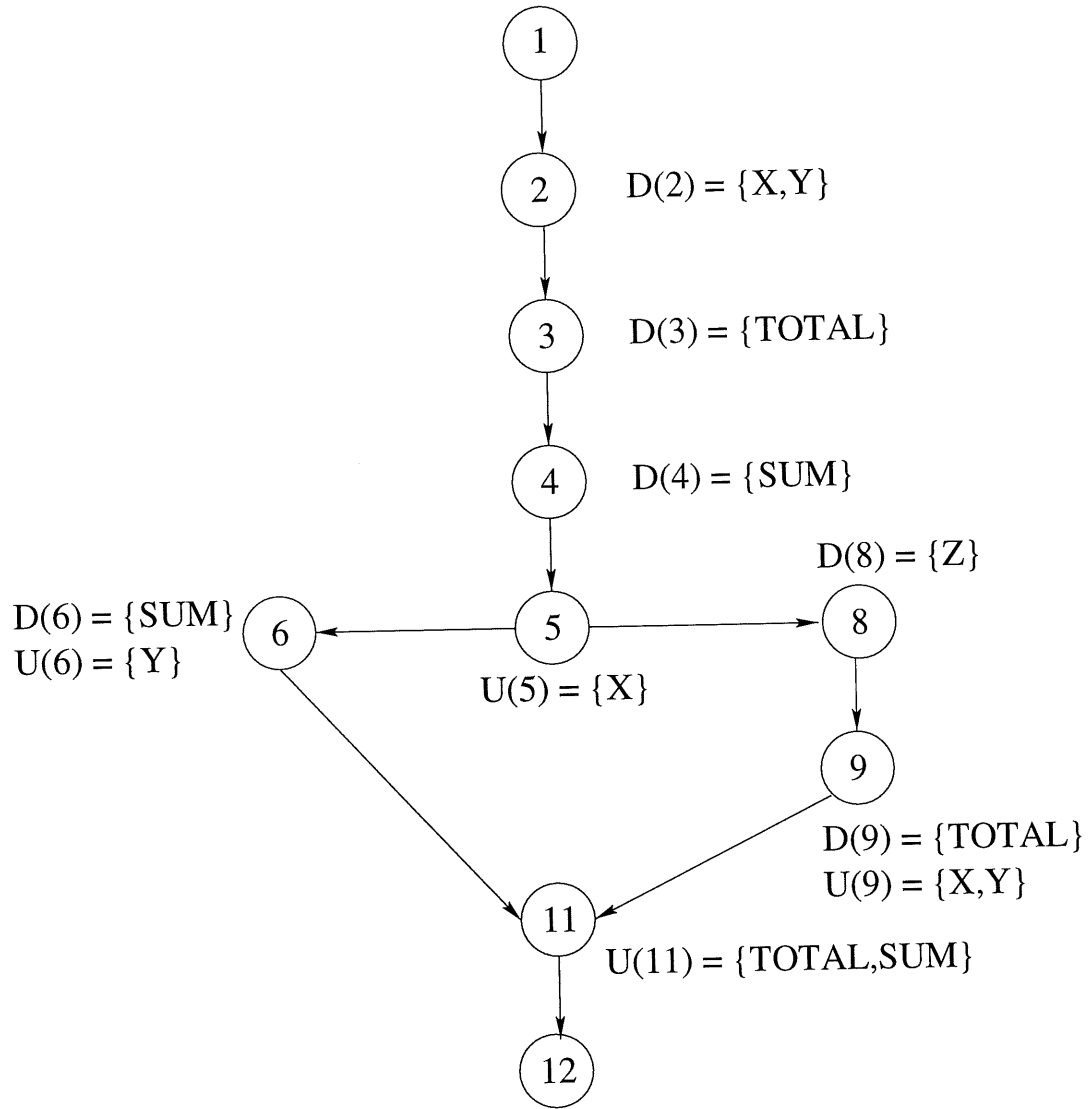 1
2
D(2) = {X,Y}
3
D(3) = {TOTAL}
4
D(4) = {SUM}
D(8) = {Z}
D(6) = {SUM}
U(6) = {Y}
6
5
8
U(5) = {X}
9
D(9) = {TOTAL}
U(9) = {X,Y}
11
U(11) = {TOTAL,SUM}
12